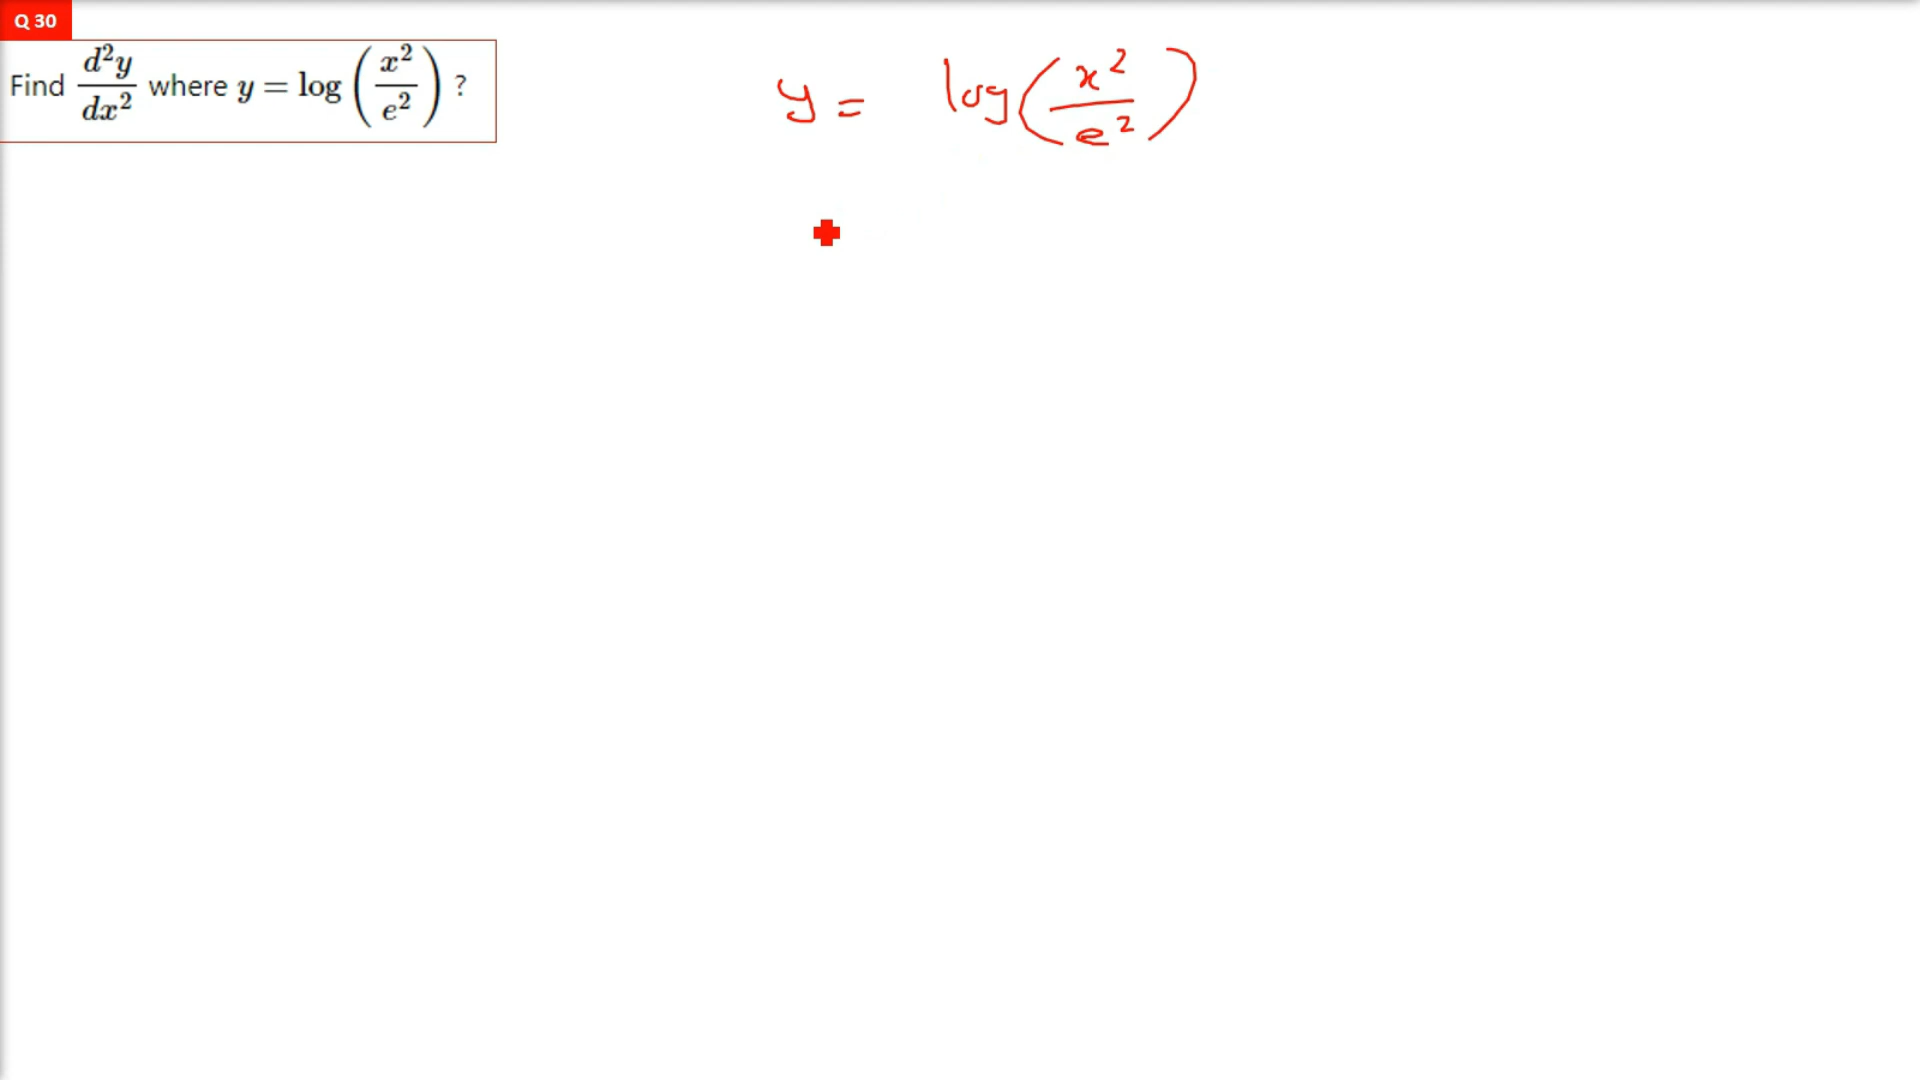 Q 30
Find d²y/dx² where y = log(x²/e²) ?
y = log(x²/e²)